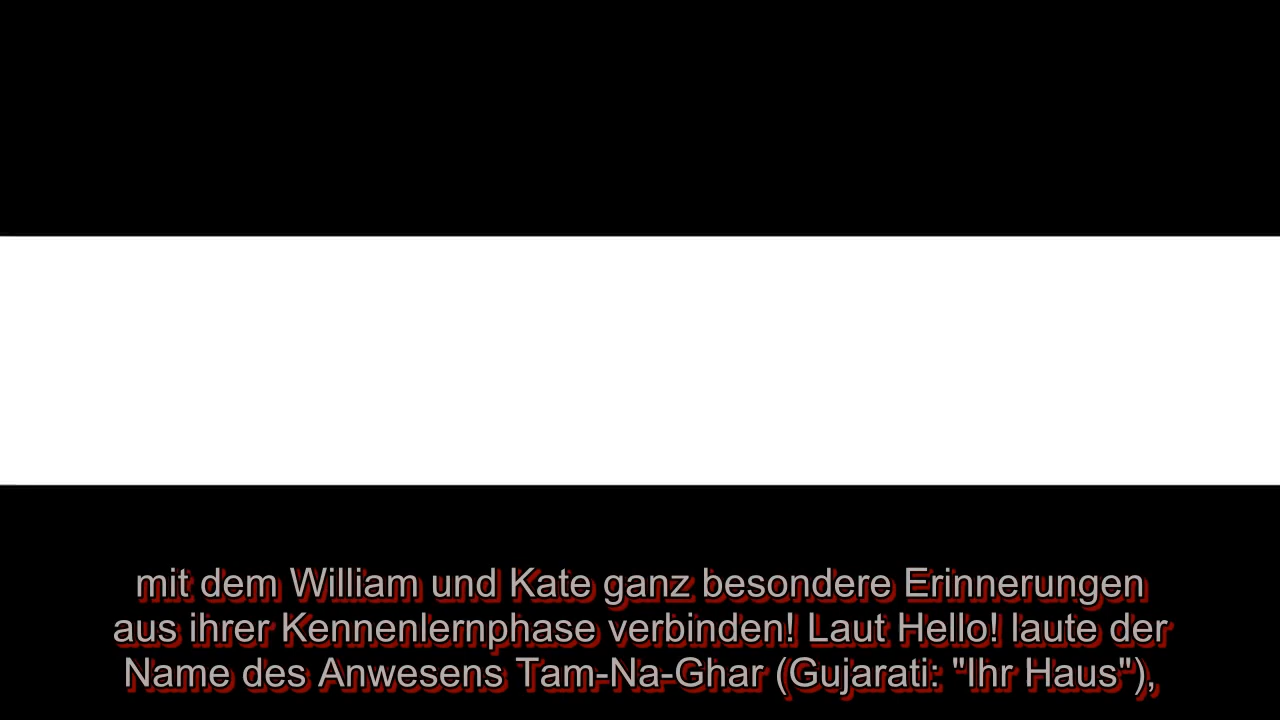 mit dem William und Kate ganz besondere Erinnerungen
aus ihrer Kennenlernphase verbinden! Laut Hello! laute der
Name des Anwesens Tam-Na-Ghar (Gujarati: "Ihr Haus"),